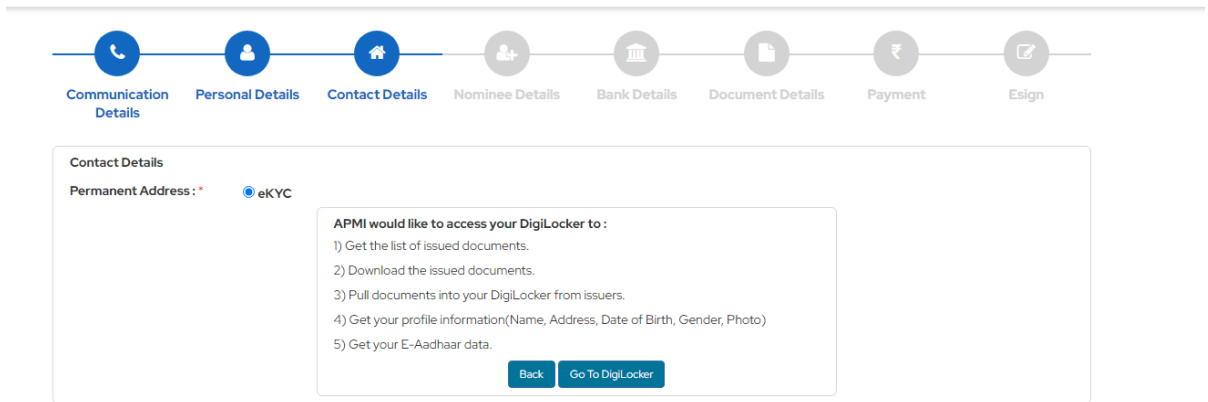 Communication Details
Personal Details
Contact Details
Nominee Details
Bank Details
Document Details
Payment
Esign
Contact Details
Permanent Address : *
eKYC
APMI would like to access your DigiLocker to :
1) Get the list of issued documents.
2) Download the issued documents.
3) Pull documents into your DigiLocker from issuers.
4) Get your profile information(Name, Address, Date of Birth, Gender, Photo)
5) Get your E-Aadhaar data.
Back
Go To DigiLocker